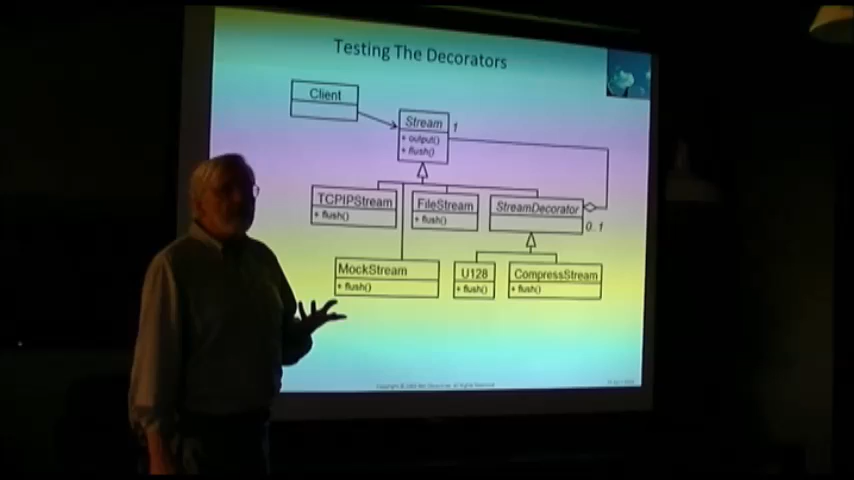 Testing The Decorators
Client
Stream
+ output()
+ flush()
1
TCPIPStream
+ flush()
FileStream
+ flush()
StreamDecorator
0..1
MockStream
+ flush()
U128
+ flush()
CompressStream
+ flush()